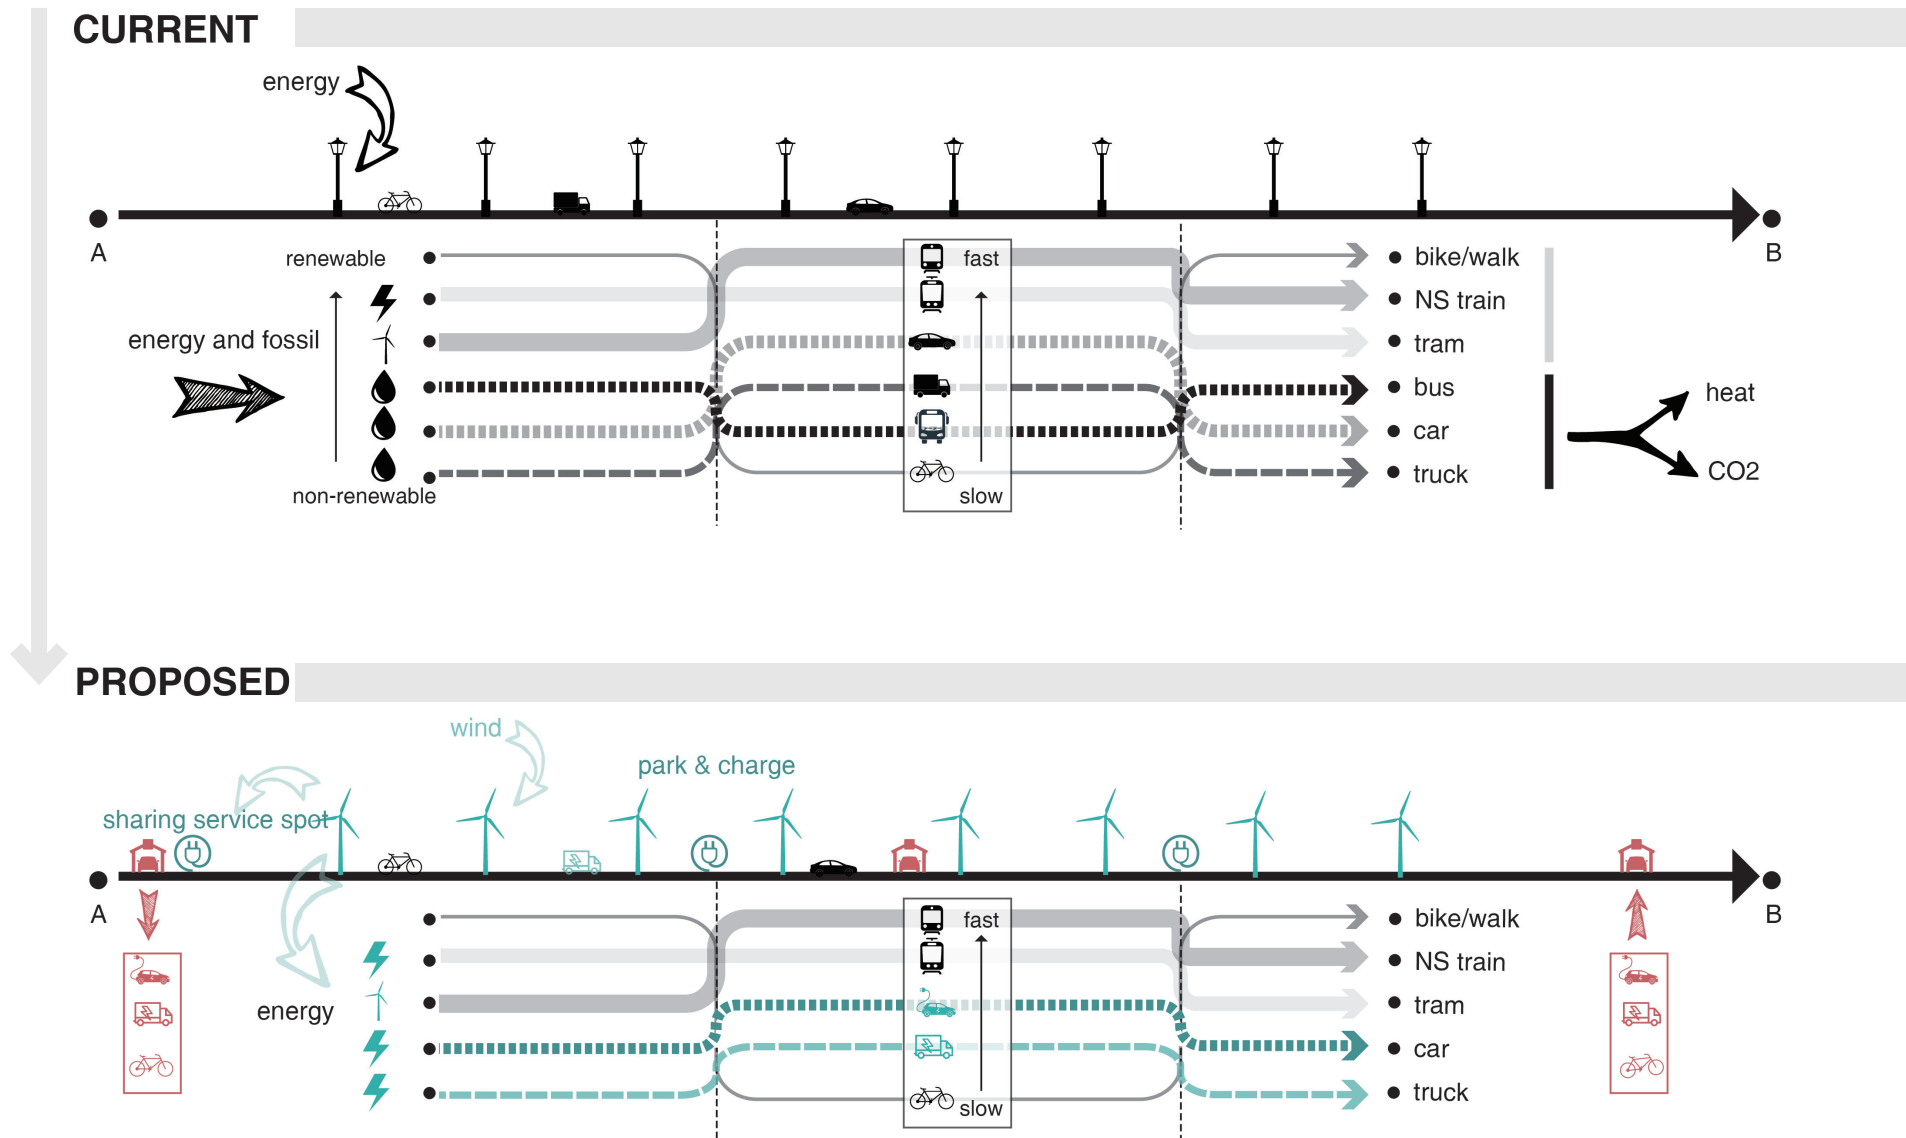 CURRENT
energy
A
B
renewable
fast
bike/walk
NS train
energy and fossil
tram
bus
heat
car
CO2
truck
non-renewable
slow
PROPOSED
wind
park & charge
sharing service spot
A
B
fast
bike/walk
NS train
energy
tram
car
truck
slow